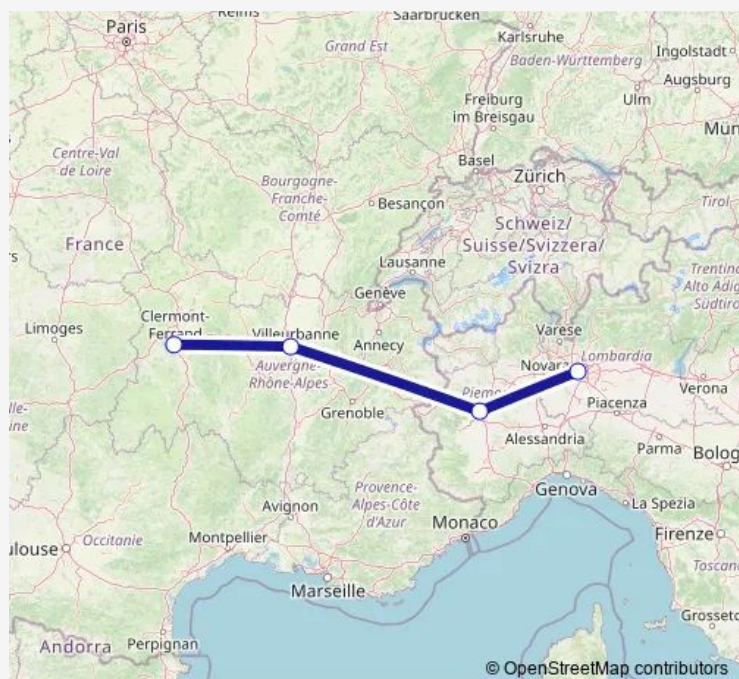 Saarbrücken
Reims
Paris
Karlsruhe
Grand Est
Ingolstadt
Baden-Württemberg
Augsburg
Ulm
Freiburg
im Breisgau
Mün
Centre-Val
de Loire
Basel
Zürich
Bourgogne-
Franche-
Comté
Besançon
Tirol
Schweiz/
Suisse/Svizzera/
Svizra
France
Lausanne
Trentin
Alto Adig
Südtirol
Genève
Clermont-
Ferrand
Limoges
Villeurbanne
Annecy
Varese
Auvergne-
Rhône-Alpes
Novara
Lombardia
Verona
Piemo
Grenoble
Piacenza
Alessandria
Parma
Bolog
Provence-
Alpes-Côte
d'Azur
Genova
Avignon
La Spezia
Monaco
Firenze
ulouse
Occitanie
Montpellier
Toscan
Marseille
Grosseto
Andorra
Perpignan
© OpenStreetMap contributors